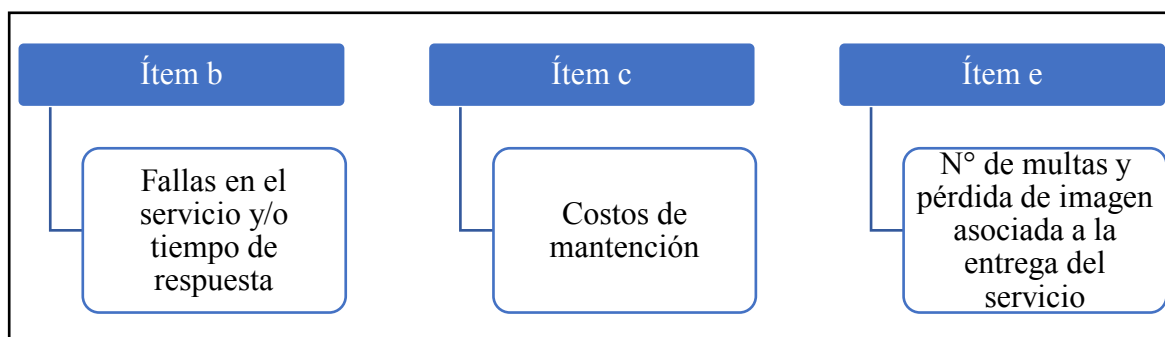 Ítem b
Fallas en el
servicio y/o
tiempo de
respuesta
Ítem c
Costos de
mantención
Ítem e
N° de multas y
pérdida de imagen
asociada a la
entrega del
servicio